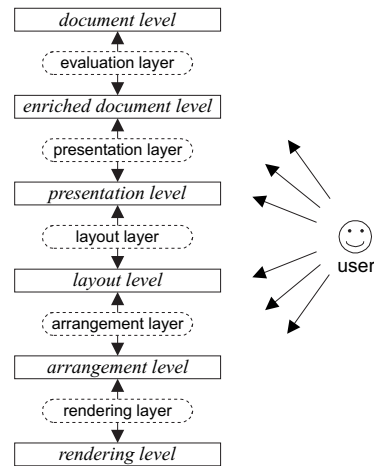 document level
evaluation layer
enriched document level
presentation layer
presentation level
layout layer
layout level
arrangement layer
arrangement level
rendering layer
rendering level
user